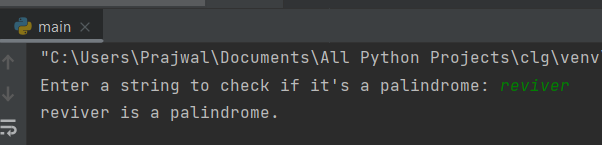 main
"C:\Users\Prajwal\Documents\All Python Projects\clg\venv\
Enter a string to check if it's a palindrome: reviver
reviver is a palindrome.